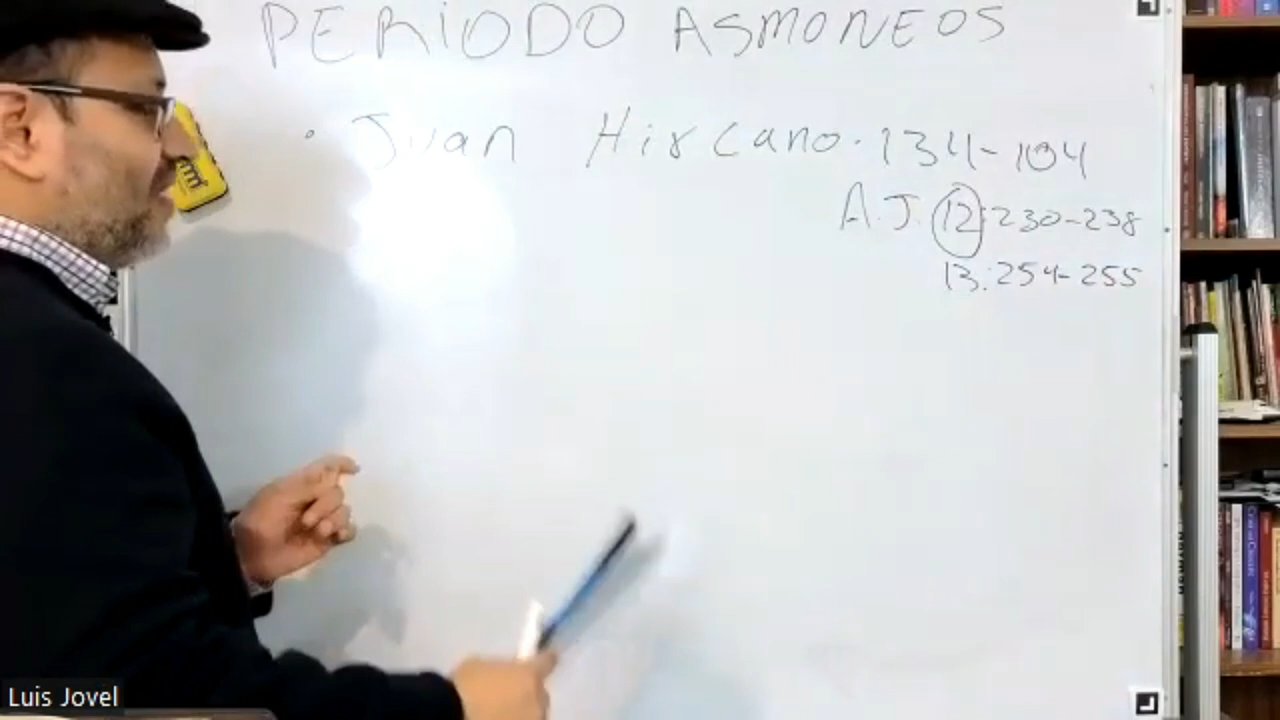 PERIODO ASMONEOS
• Juan Hircano. 134-104
A.J. 12:230-238
13:254-255
Luis Jovel